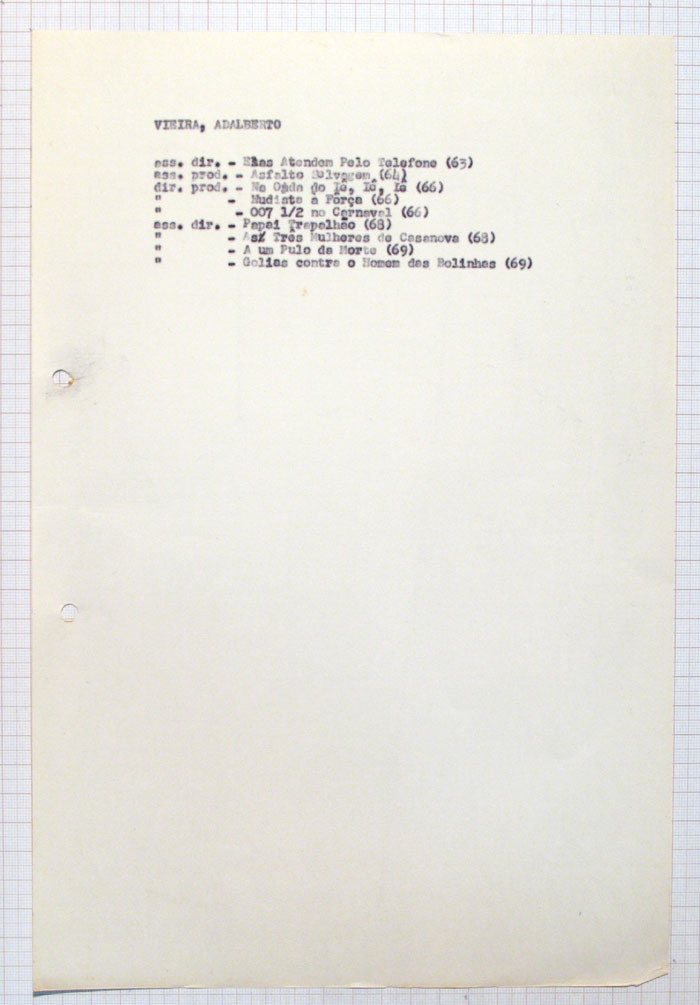 VIEIRA, ADALBERTO
ass. dir. - Elas Atendem Pelo Telefone (63)
ass. prod. - Asfalto Selvagem (64)
dir. prod. - Na Onda do Iê, Iê, Iê (66)
" - Nudista a Força (66)
" - 007 1/2 no Carnaval (66)
ass. dir. - Papai Trapalhão (68)
" - As Três Mulheres de Casanova (68)
" - A um Pulo da Morte (69)
" - Golias contra o Homem das Bolinhas (69)